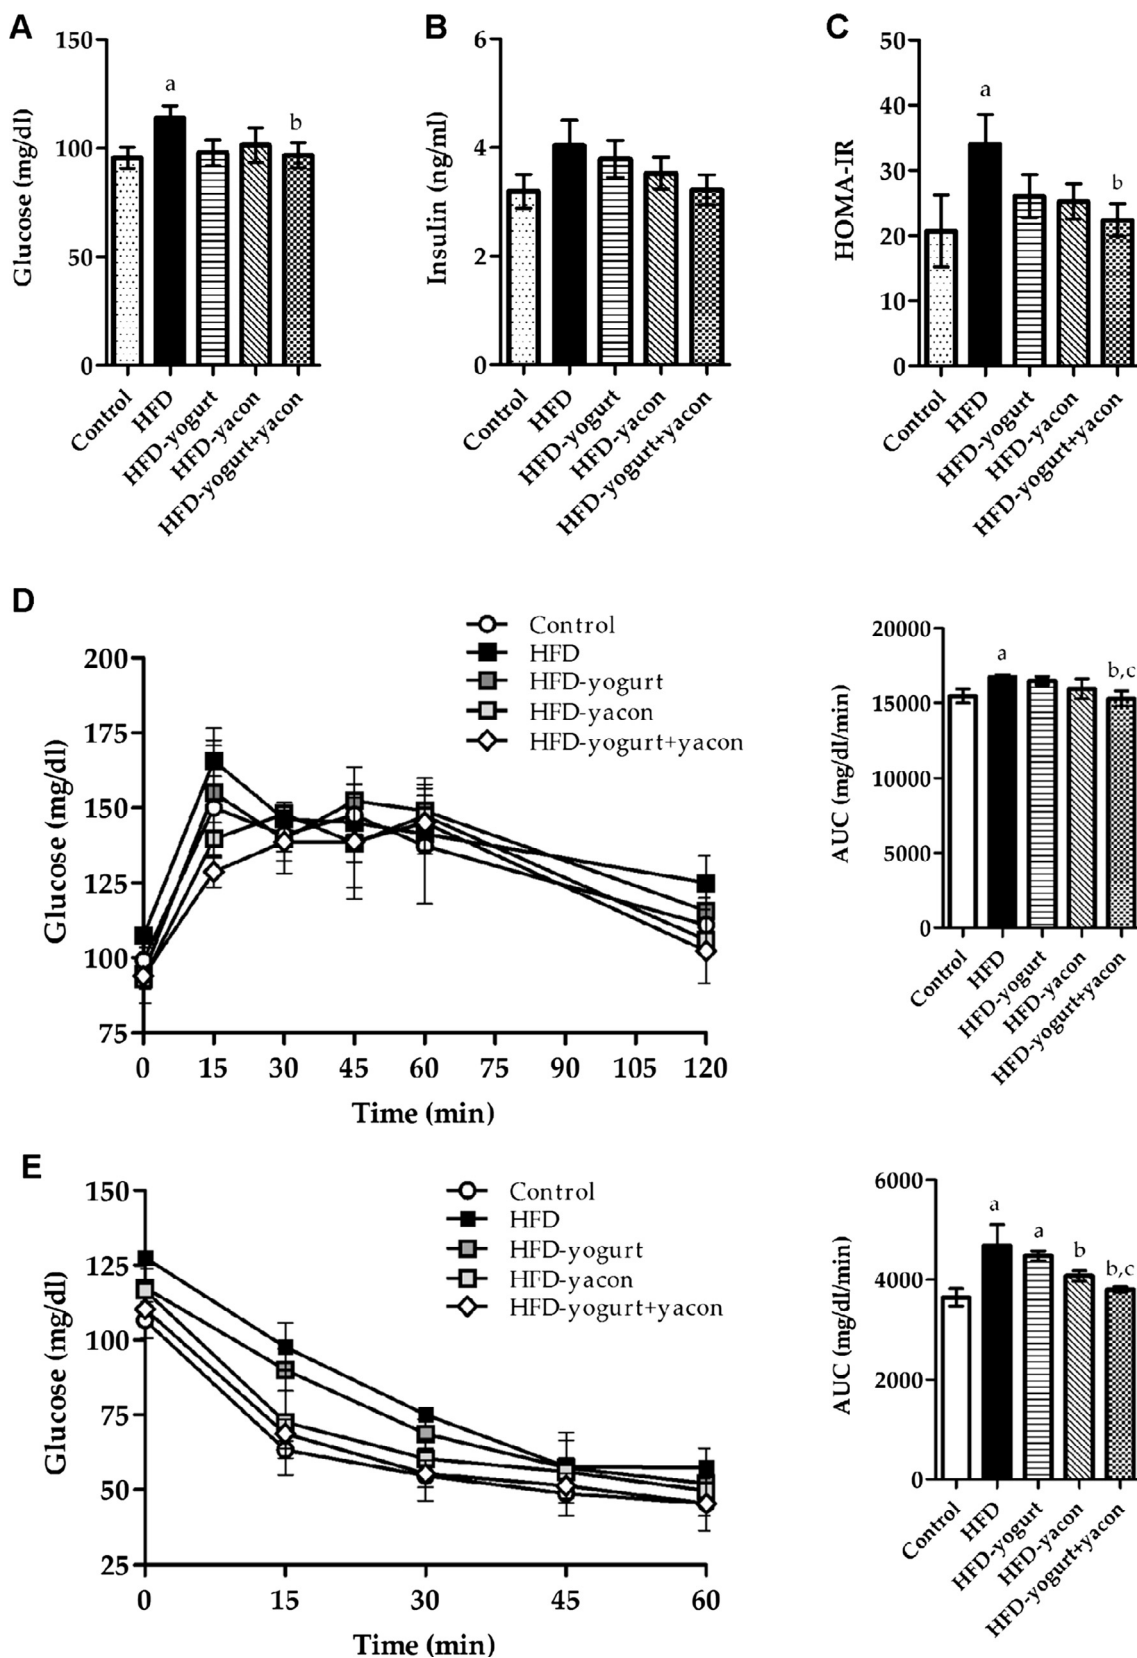 A
Glucose (mg/dl)
150
100
50
0
a
b
Control
HFD
HFD-yogurt
HFD-yacon
HFD-yogurt+yacon
B
Insulin (ng/ml)
6
4
2
0
Control
HFD
HFD-yogurt
HFD-yacon
HFD-yogurt+yacon
C
HOMA-IR
50
40
30
20
10
0
a
b
Control
HFD
HFD-yogurt
HFD-yacon
HFD-yogurt+yacon
D
Glucose (mg/dl)
200
175
150
125
100
75
0 15 30 45 60 75 90 105 120
Time (min)
Control
HFD
HFD-yogurt
HFD-yacon
HFD-yogurt+yacon
AUC (mg/dl/min)
20000
15000
10000
5000
0
a
b,c
Control
HFD
HFD-yogurt
HFD-yacon
HFD-yogurt+yacon
E
Glucose (mg/dl)
150
125
100
75
50
25
0 15 30 45 60
Time (min)
Control
HFD
HFD-yogurt
HFD-yacon
HFD-yogurt+yacon
AUC (mg/dl/min)
6000
4000
2000
0
a
a
b
b,c
Control
HFD
HFD-yogurt
HFD-yacon
HFD-yogurt+yacon